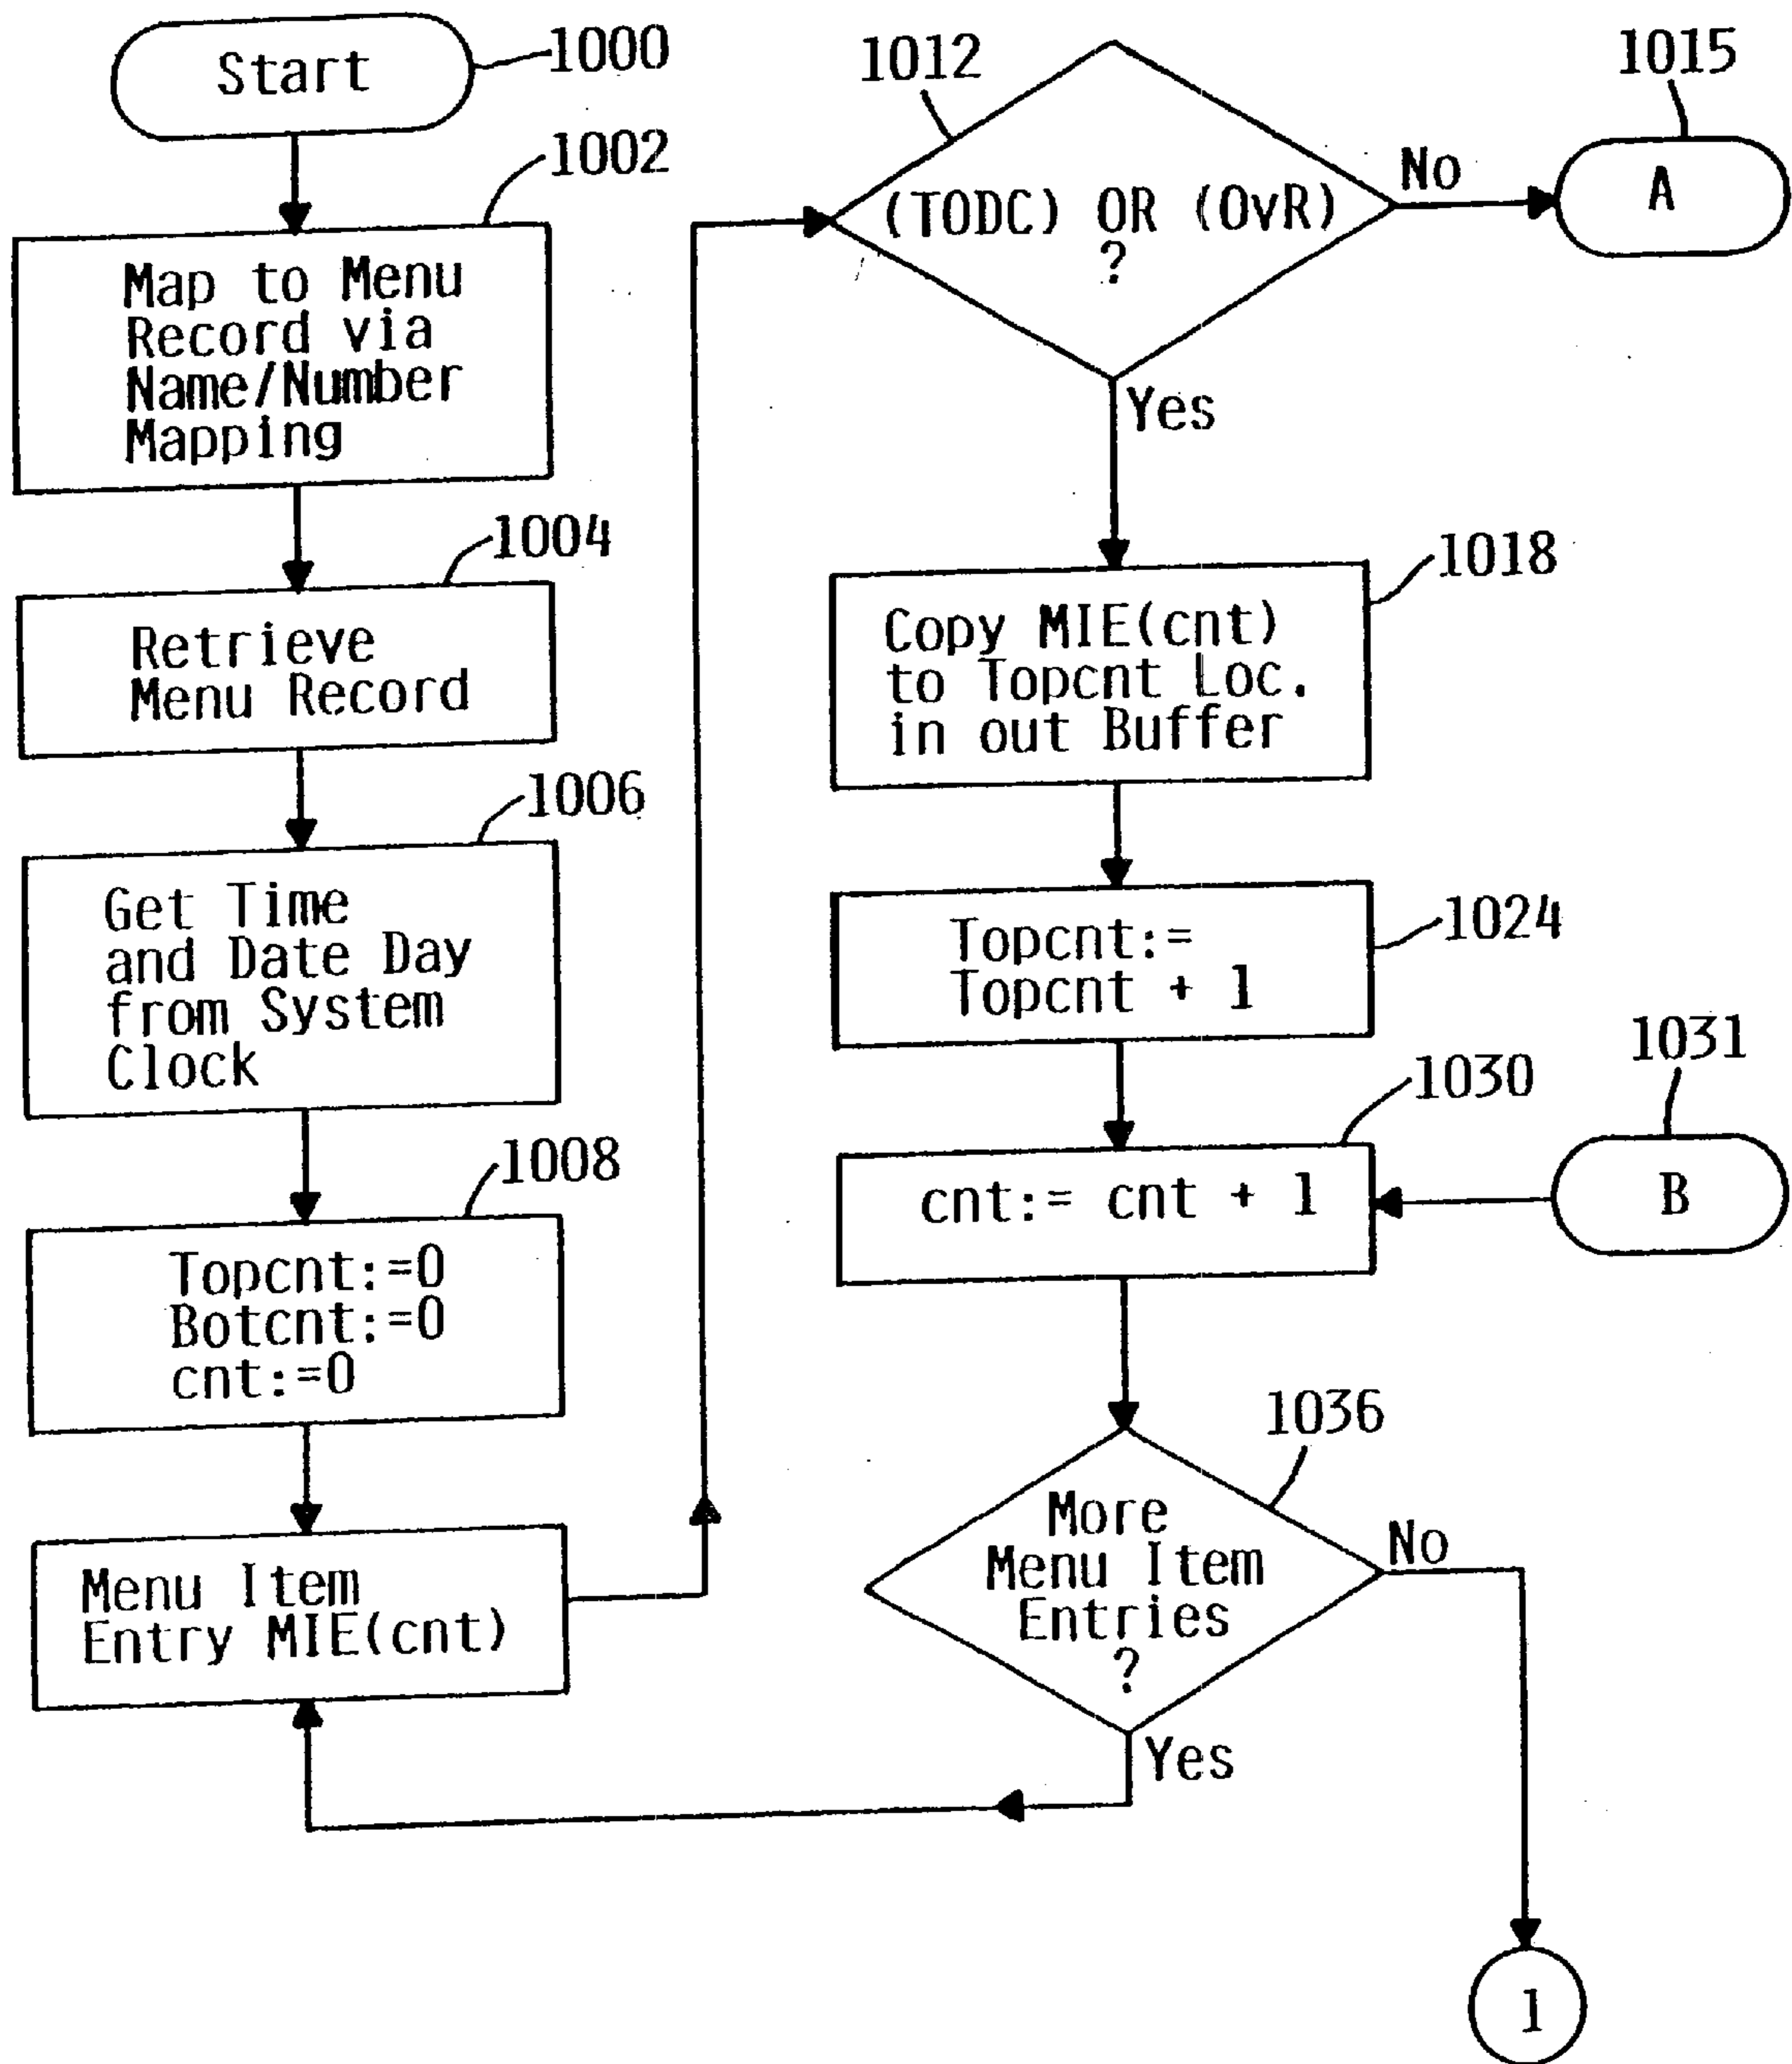 Start
1000
1002
Map to Menu
Record via
Name/Number
Mapping
1004
Retrieve
Menu Record
1006
Get Time
and Date Day
from System
Clock
1008
Topcnt:=0
Botcnt:=0
cnt:=0
Menu Item
Entry MIE(cnt)
1012
(TODC) OR (OvR)
?
No
1015
A
Yes
1018
Copy MIE(cnt)
to Topcnt Loc.
in out Buffer
1024
Topcnt:=
Topcnt + 1
1030
cnt:= cnt + 1
1031
B
1036
More
Menu Item
Entries
?
No
Yes
1